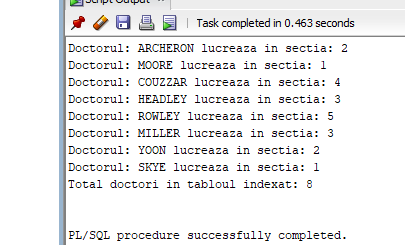 Script Output
Task completed in 0.463 seconds
Doctorul: ARCHERON lucreaza in sectia: 2
Doctorul: MOORE lucreaza in sectia: 1
Doctorul: COUZZAR lucreaza in sectia: 4
Doctorul: HEADLEY lucreaza in sectia: 3
Doctorul: ROWLEY lucreaza in sectia: 5
Doctorul: MILLER lucreaza in sectia: 3
Doctorul: YOON lucreaza in sectia: 2
Doctorul: SKYE lucreaza in sectia: 1
Total doctori in tabloul indexat: 8
PL/SQL procedure successfully completed.